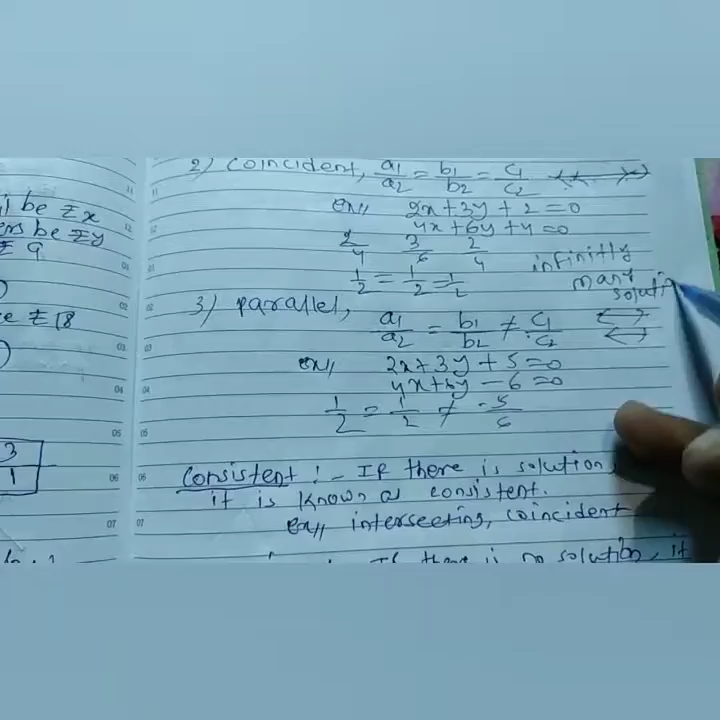 l be ₹x
ers be ₹y
₹ 9
e ₹18
3
1
2) Coincident, a1/a2 = b1/b2 = c1/c2
ex// 2x+3y+2=0
4x+6y+4=0
2/4 3/6 2/4
1/2 = 1/2 = 1/2
infinitly
many
soluti
3) parallel,
a1/a2 = b1/b2 ≠ c1/c2
ex// 2x+3y+5=0
4x+6y-6=0
1/2 = 1/2 ≠ -5/6
Consistent :- If there is solution,
it is known as consistent.
ex// interseeting, coincident
If there is no solution, it